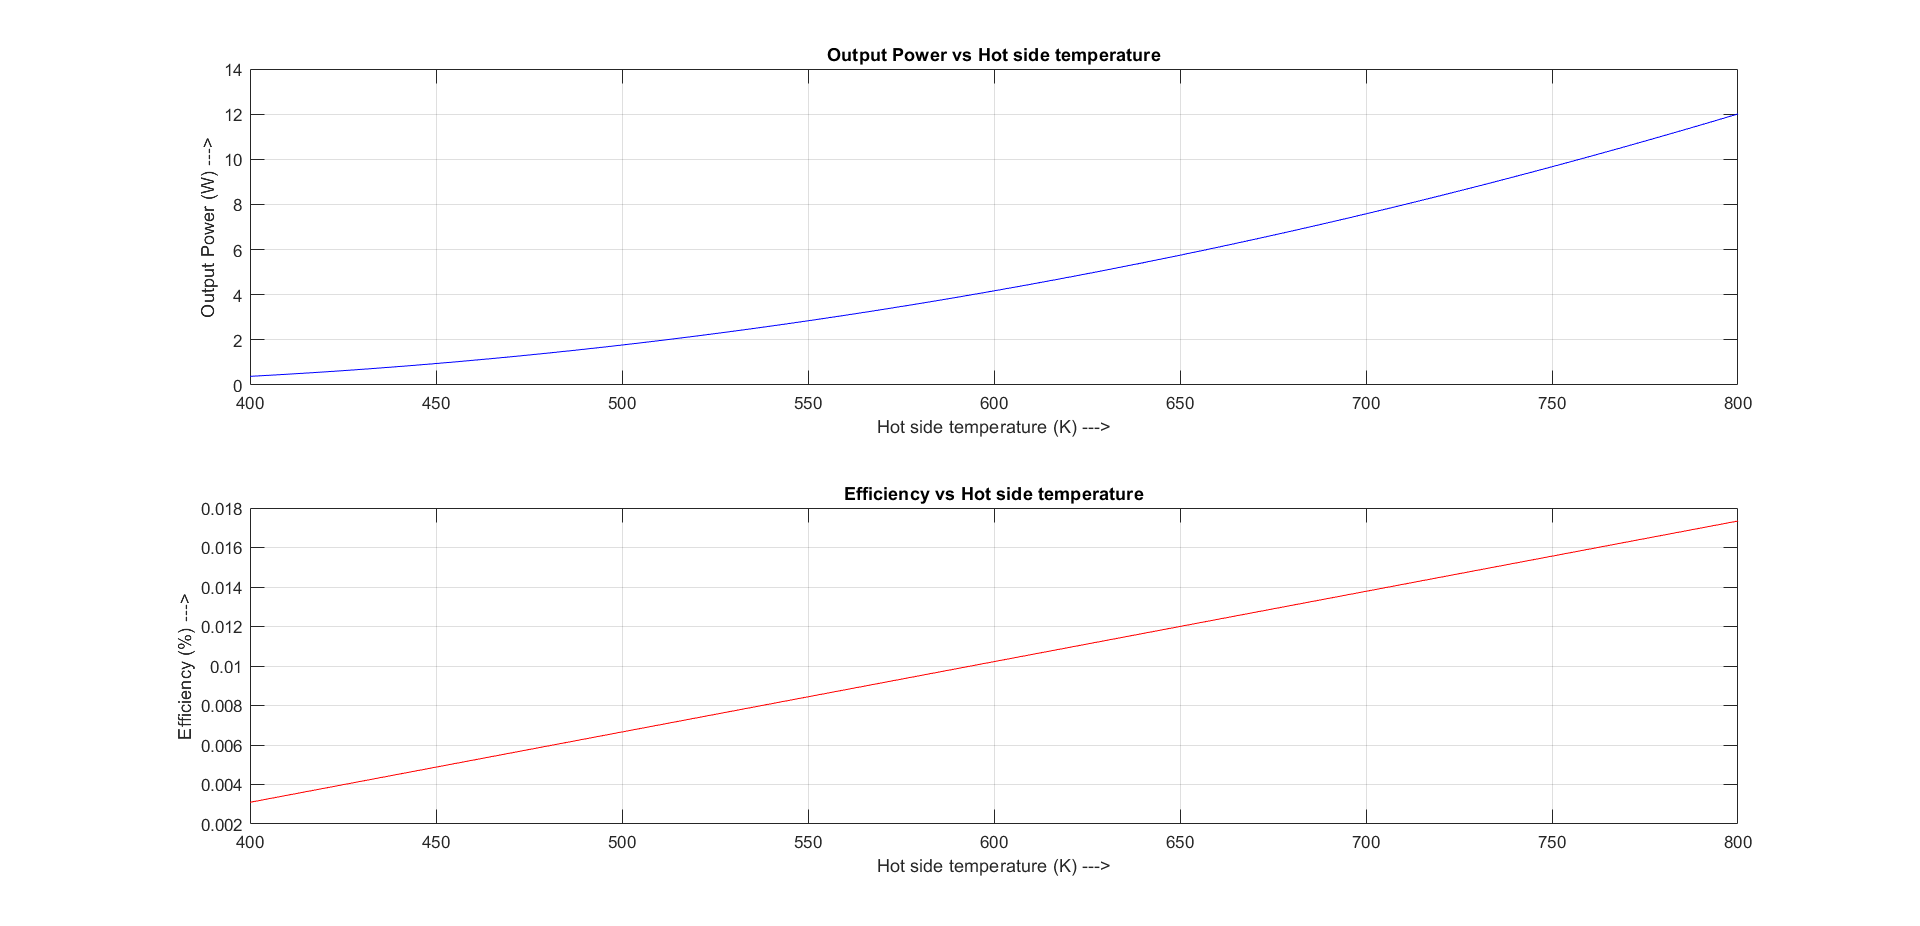 Output Power vs Hot side temperature
Output Power (W) --->
14
12
10
8
6
4
2
0
400 450 500 550 600 650 700 750 800
Hot side temperature (K) --->
Efficiency vs Hot side temperature
Efficiency (%) --->
0.018
0.016
0.014
0.012
0.01
0.008
0.006
0.004
0.002
400 450 500 550 600 650 700 750 800
Hot side temperature (K) --->